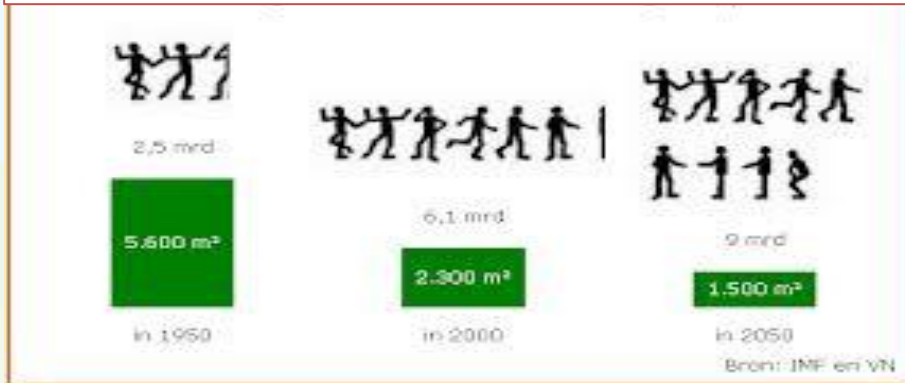 2,5 mrd
5.600 m²
in 1950
6,1 mrd
2.300 m²
in 2000
9 mrd
1.500 m²
in 2050
Bron: IMF en VN